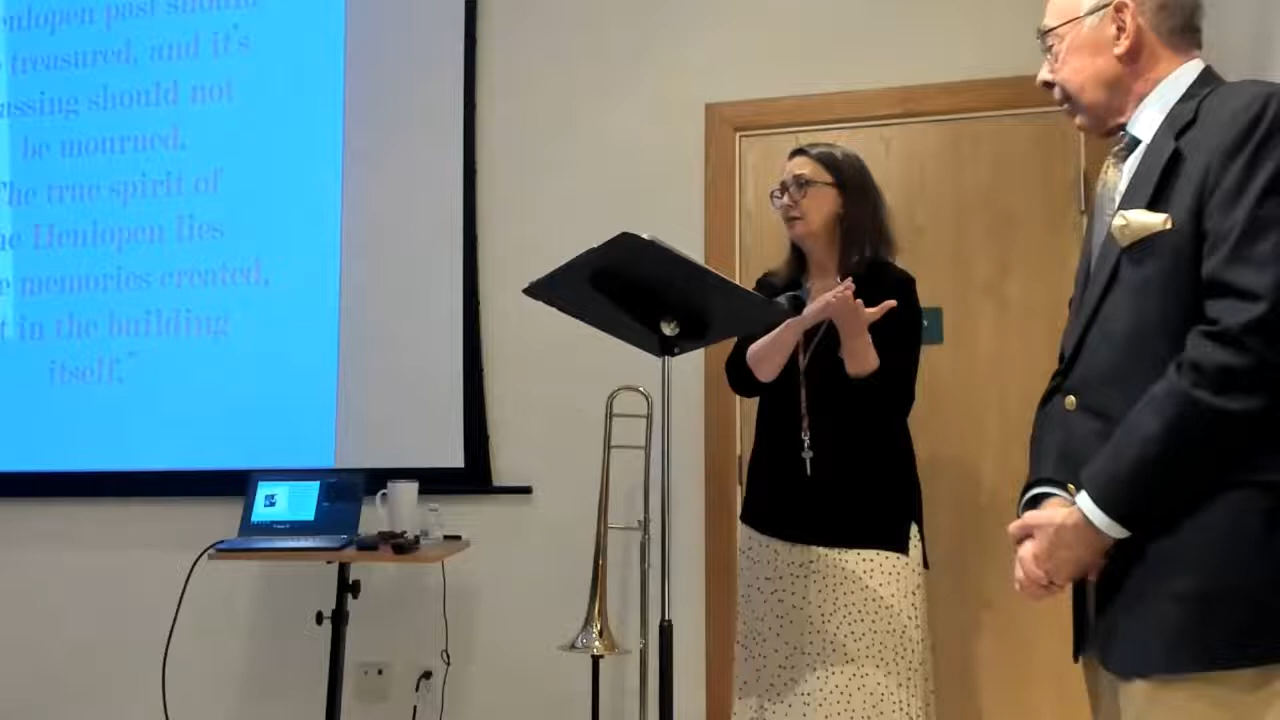 enlopen past should
treasured, and it's
assing should not
be mourned.
The true spirit of
he Henlopen lies
e memories created,
t in the building
itself."